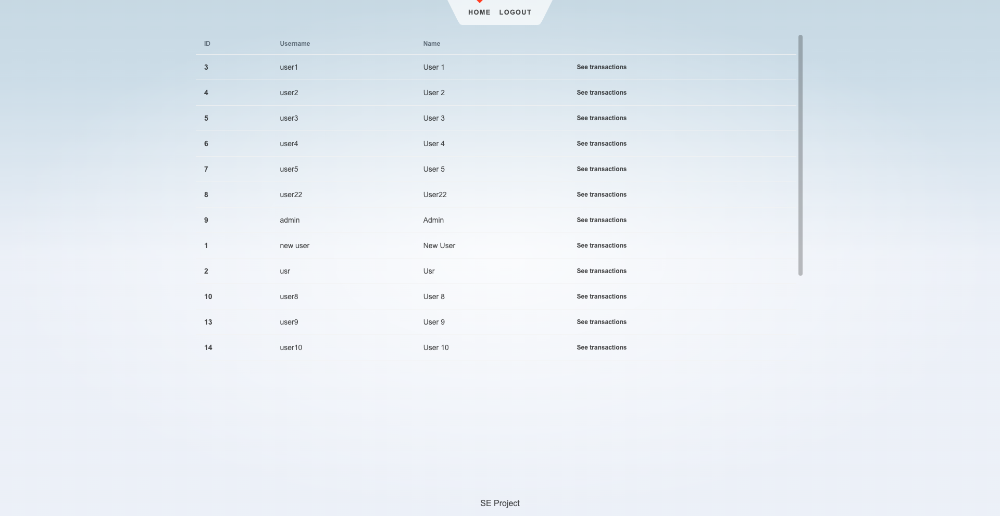 HOME LOGOUT
ID Username Name
3 user1 User 1 See transactions
4 user2 User 2 See transactions
5 user3 User 3 See transactions
6 user4 User 4 See transactions
7 user5 User 5 See transactions
8 user22 User22 See transactions
9 admin Admin See transactions
1 new user New User See transactions
2 usr Usr See transactions
10 user8 User 8 See transactions
13 user9 User 9 See transactions
14 user10 User 10 See transactions
SE Project